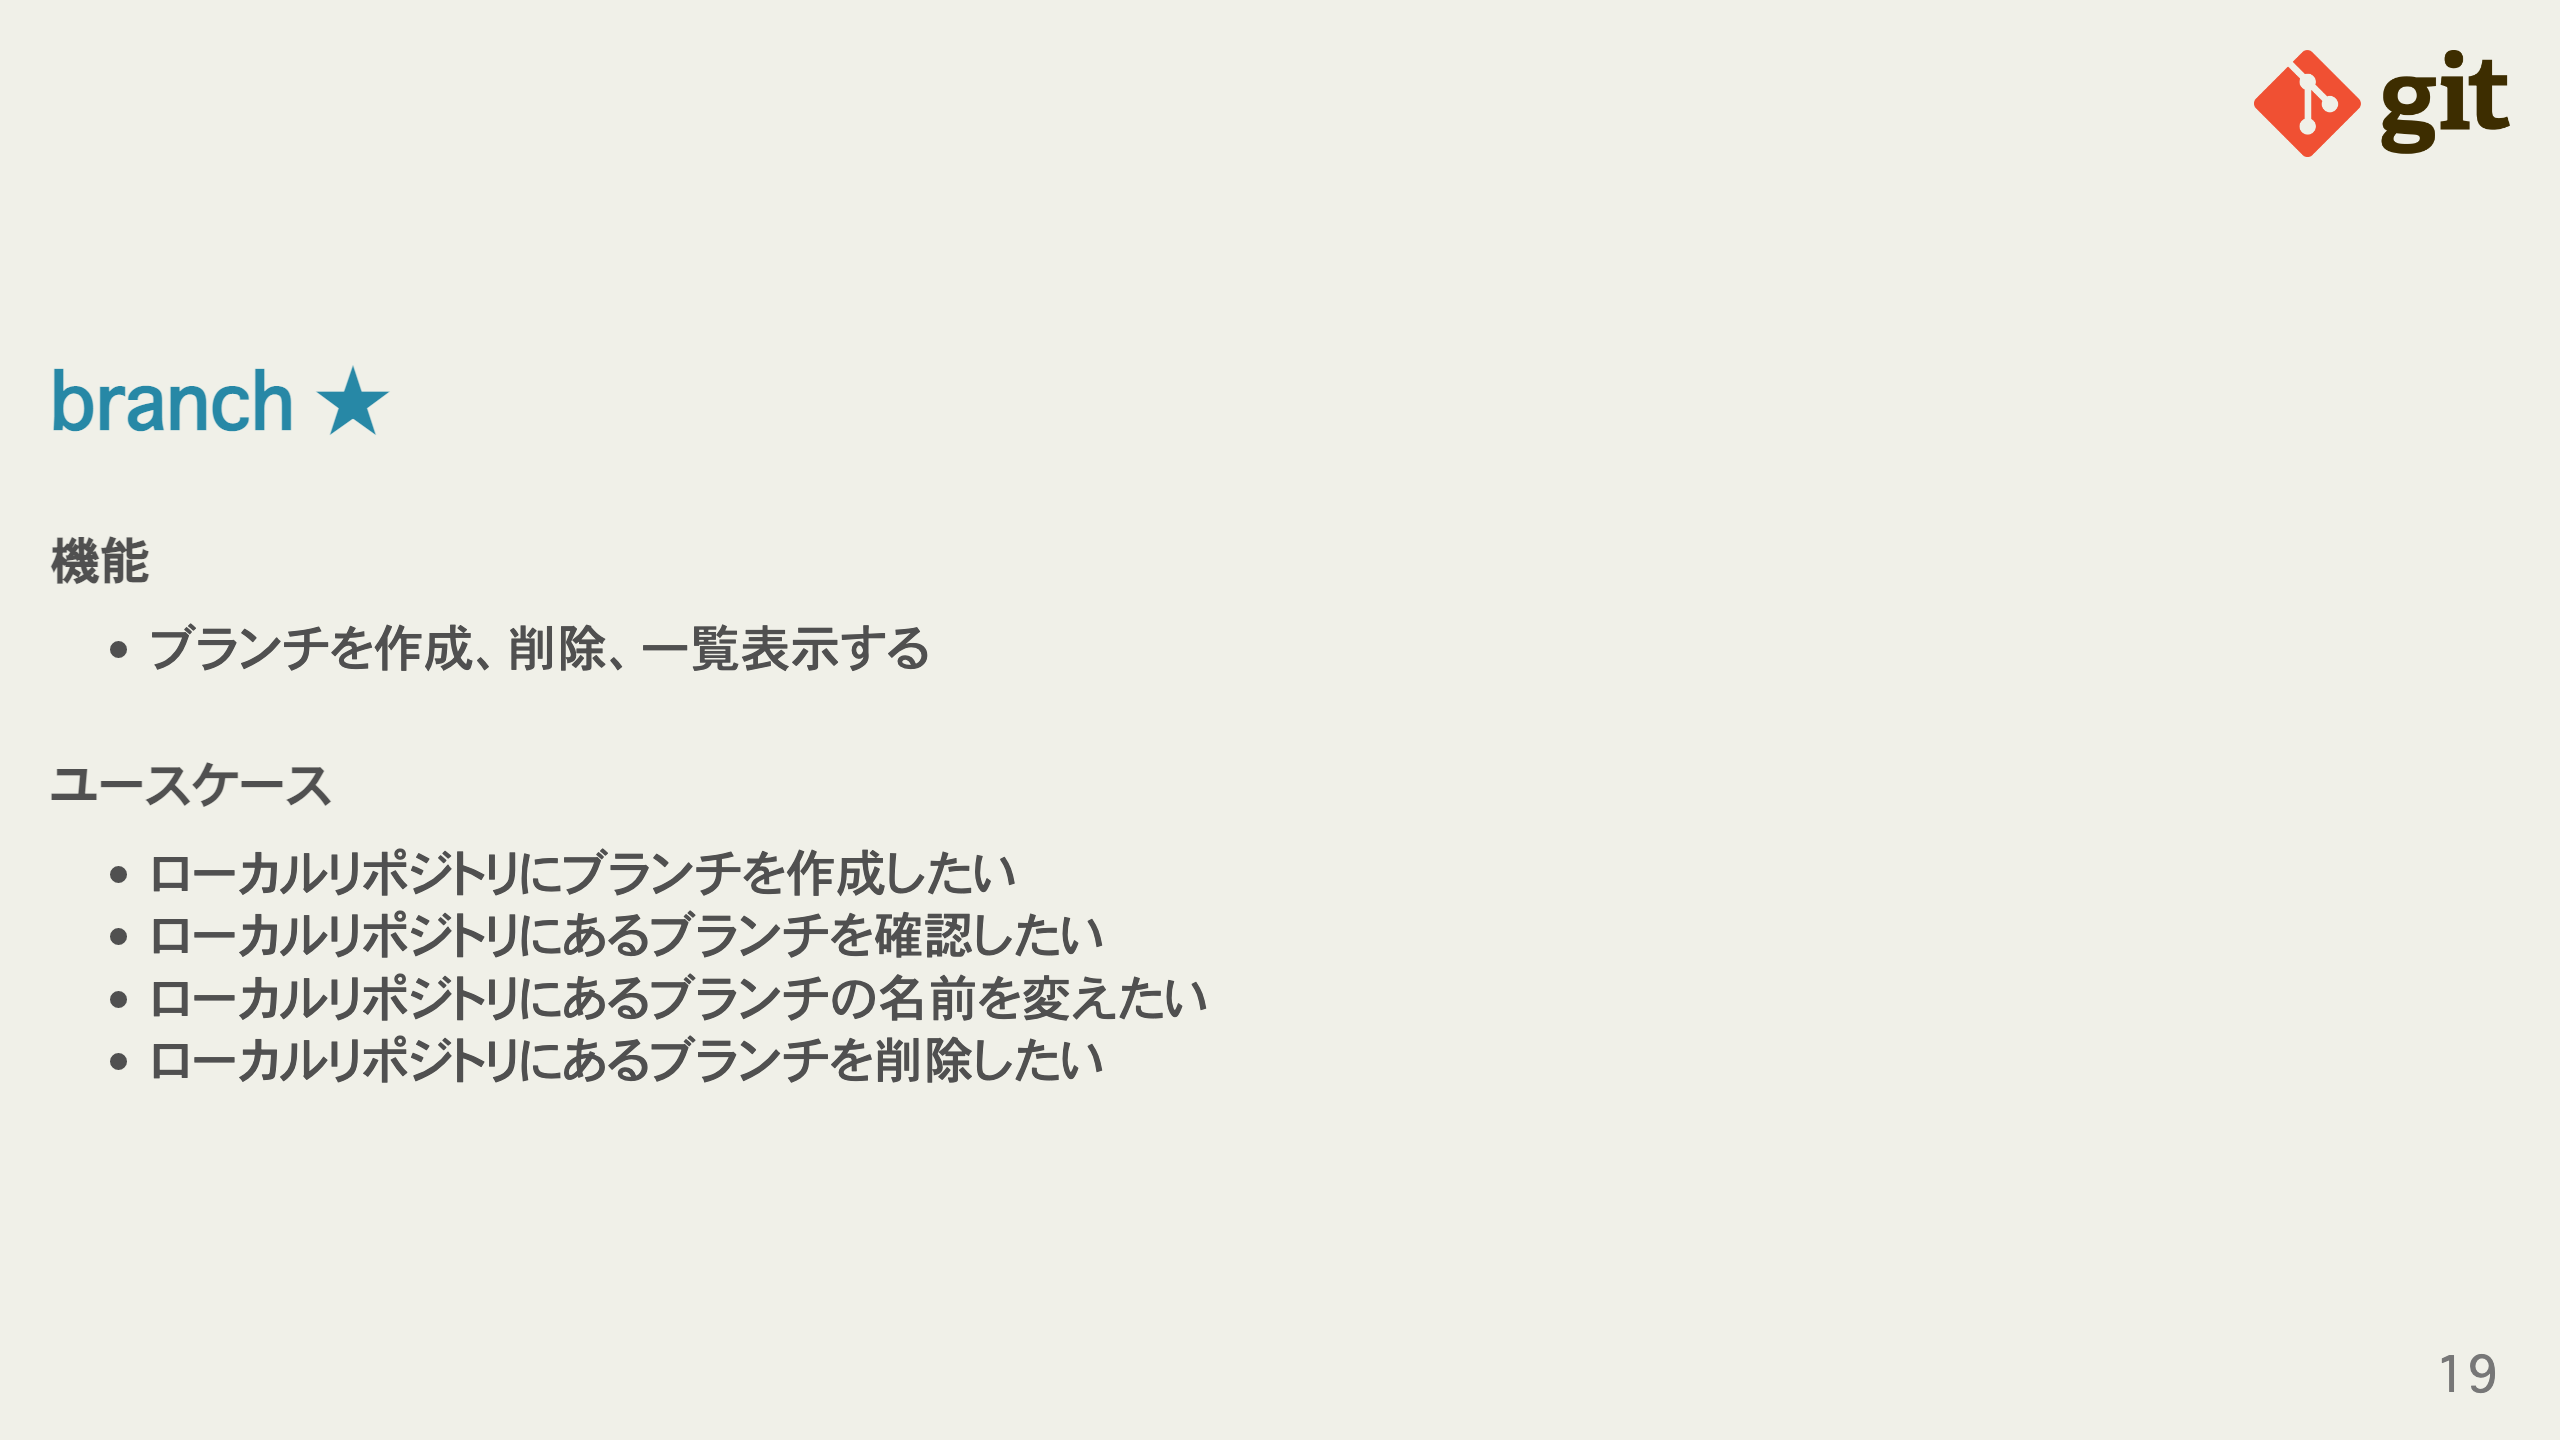 git
branch ★
機能
• ブランチを作成、削除、一覧表示する
ユースケース
• ローカルリポジトリにブランチを作成したい
• ローカルリポジトリにあるブランチを確認したい
• ローカルリポジトリにあるブランチの名前を変えたい
• ローカルリポジトリにあるブランチを削除したい
19